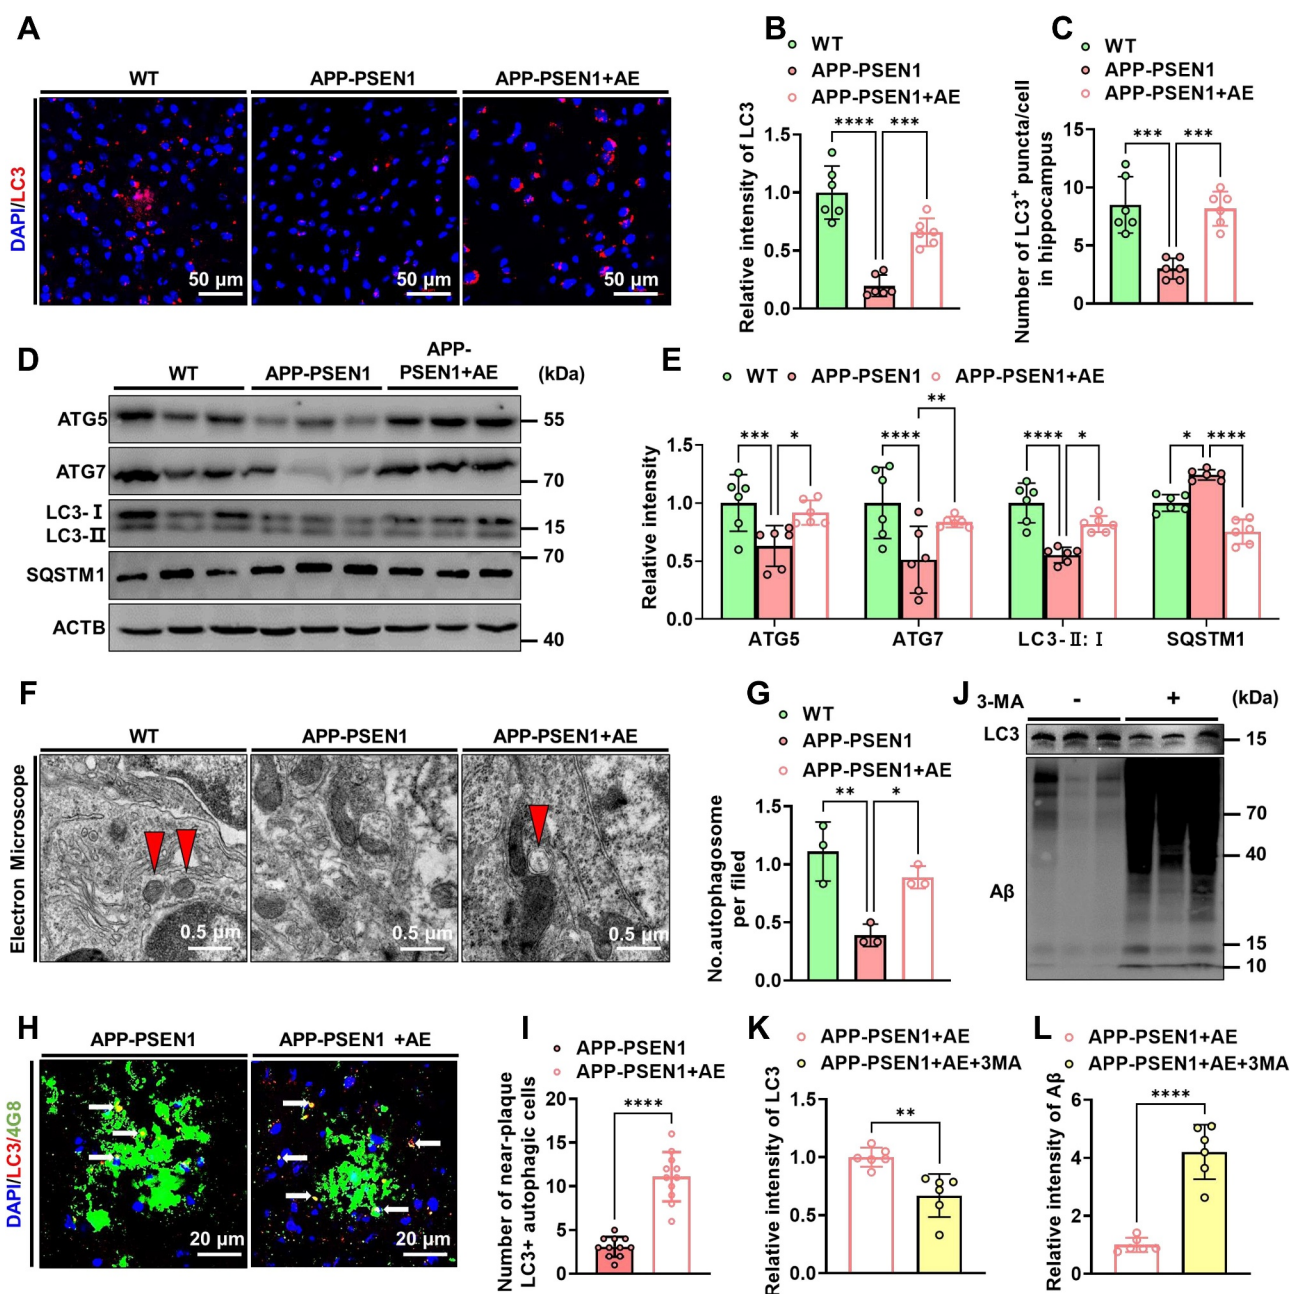 A
WT
APP-PSEN1
APP-PSEN1+AE
DAPI/LC3
50 µm
50 µm
50 µm
B
WT
APP-PSEN1
APP-PSEN1+AE
**** ***
Relative intensity of LC3
1.5
1.0
0.5
0.0
C
WT
APP-PSEN1
APP-PSEN1+AE
*** ***
Number of LC3+ puncta/cell
in hippocampus
15
10
5
0
D
WT
APP-PSEN1
APP-
PSEN1+AE
(kDa)
ATG5
55
ATG7
70
LC3-Ⅰ
LC3-Ⅱ
15
SQSTM1
70
ACTB
40
E
WT APP-PSEN1 APP-PSEN1+AE
*** * **** ** **** * * ****
Relative intensity
1.5
1.0
0.5
0.0
ATG5 ATG7 LC3-Ⅱ:Ⅰ SQSTM1
F
WT
APP-PSEN1
APP-PSEN1+AE
Electron Microscope
0.5 µm
0.5 µm
0.5 µm
G
WT
APP-PSEN1
APP-PSEN1+AE
** *
No.autophagosome
per filed
1.5
1.0
0.5
0.0
J
3-MA - + (kDa)
LC3
15
Aβ
70
40
15
10
H
APP-PSEN1
APP-PSEN1 +AE
DAPI/LC3/4G8
20 µm
20 µm
I
APP-PSEN1
APP-PSEN1+AE
****
Number of near-plaque
LC3+ autophagic cells
20
15
10
5
0
K
APP-PSEN1+AE
APP-PSEN1+AE+3MA
**
Relative intensity of LC3
1.5
1.0
0.5
0.0
L
APP-PSEN1+AE
APP-PSEN1+AE+3MA
****
Relative intensity of Aβ
6
4
2
0